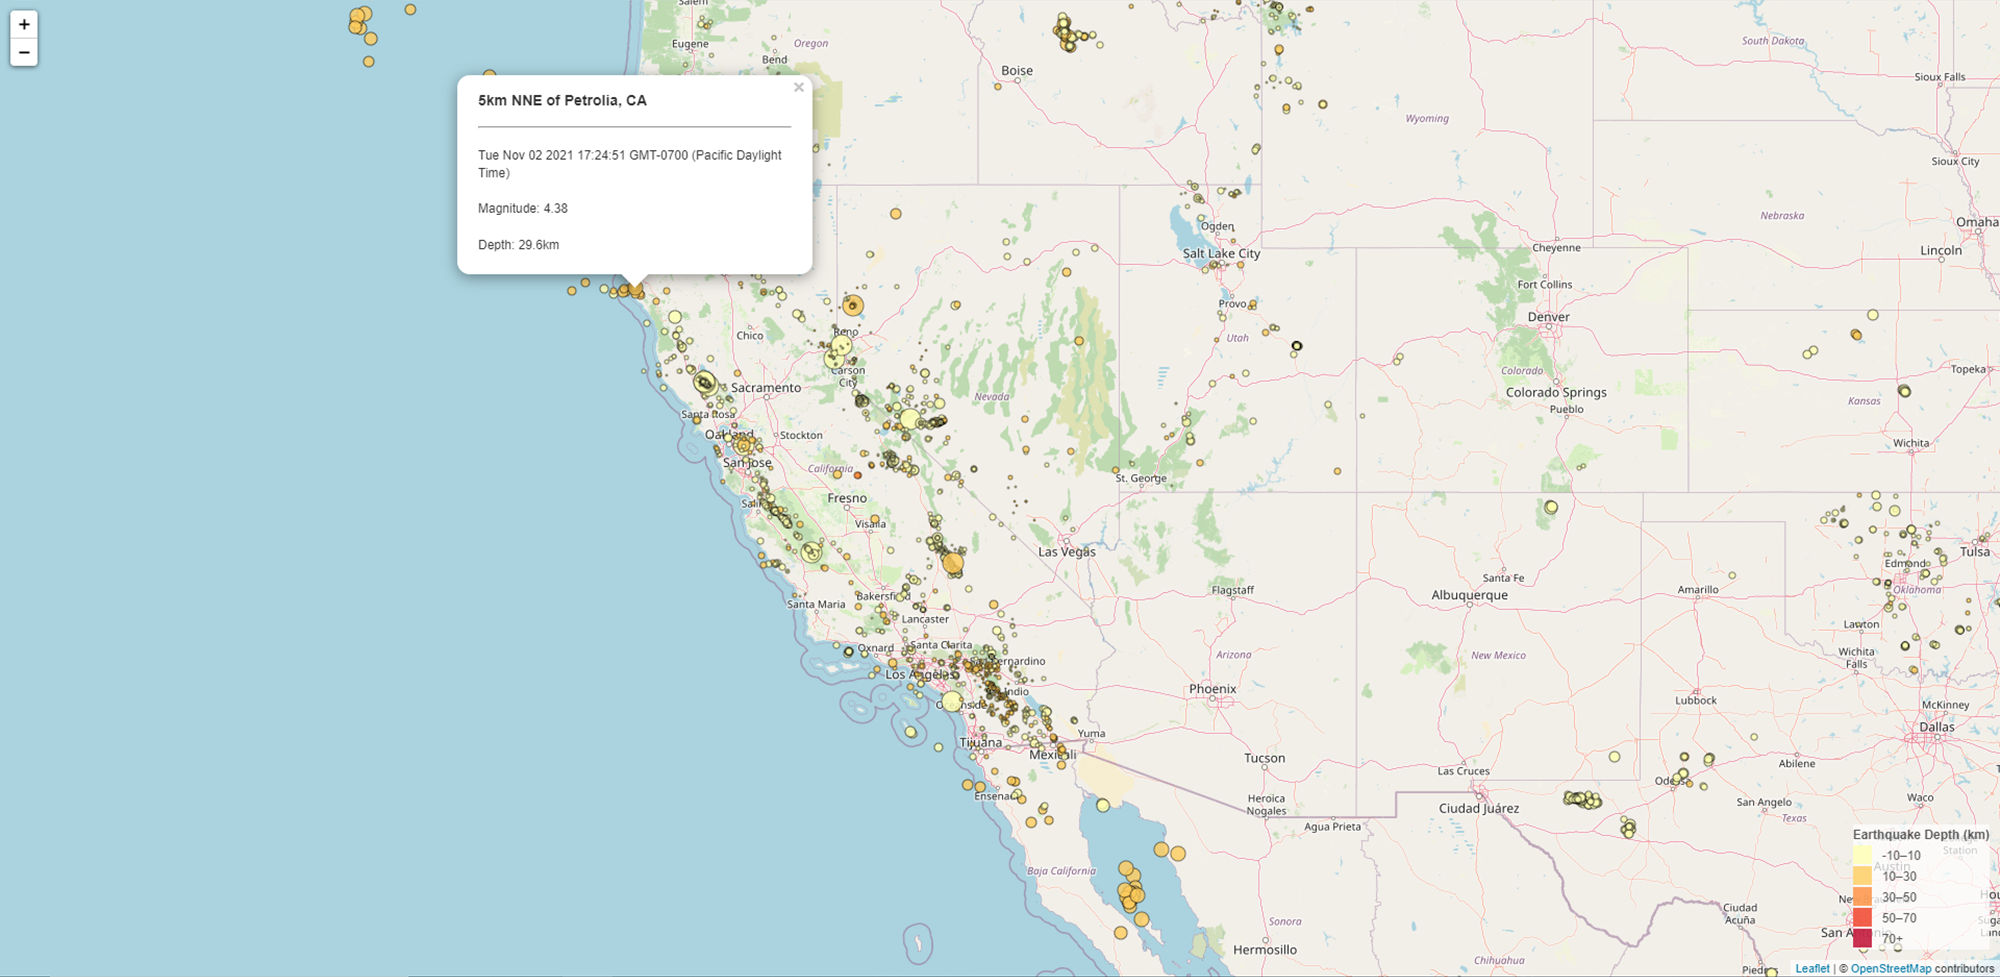 +
−
Salem
Eugene
Oregon
Bend
Boise
South Dakota
Sioux Falls
×
5km NNE of Petrolia, CA
Tue Nov 02 2021 17:24:51 GMT-0700 (Pacific Daylight
Time)
Magnitude: 4.38
Depth: 29.6km
Wyoming
Sioux City
Nebraska
Omaha
Ogden
Cheyenne
Lincoln
Salt Lake City
Fort Collins
Provo
Denver
Reno
Chico
Utah
Carson
City
Colorado
Topeka
Sacramento
Colorado Springs
Nevada
Kansas
Pueblo
Santa Rosa
Oakland
Stockton
Wichita
San Jose
California
St. George
Fresno
Visalia
Las Vegas
Tulsa
Edmond
Santa Fe
Flagstaff
Amarillo
Oklahoma
Albuquerque
Bakersfield
Santa Maria
Lancaster
Lawton
Oxnard
Santa Clarita
Wichita
Falls
Arizona
New Mexico
San Bernardino
Los Angeles
Indio
Phoenix
Lubbock
McKinney
Oceanside
Dallas
Yuma
Tijuana
Mexicali
Tucson
Las Cruces
Abilene
Odessa
Ensenada
Heroica
Nogales
Ciudad Juárez
Waco
San Angelo
Texas
Agua Prieta
Earthquake Depth (km)
Station
-10–10
Austin
Baja California
10–30
30–50
Ciudad
Acuña
50–70
Sonora
San Antonio
70+
Hermosillo
Chihuahua
Leaflet | © OpenStreetMap contributors